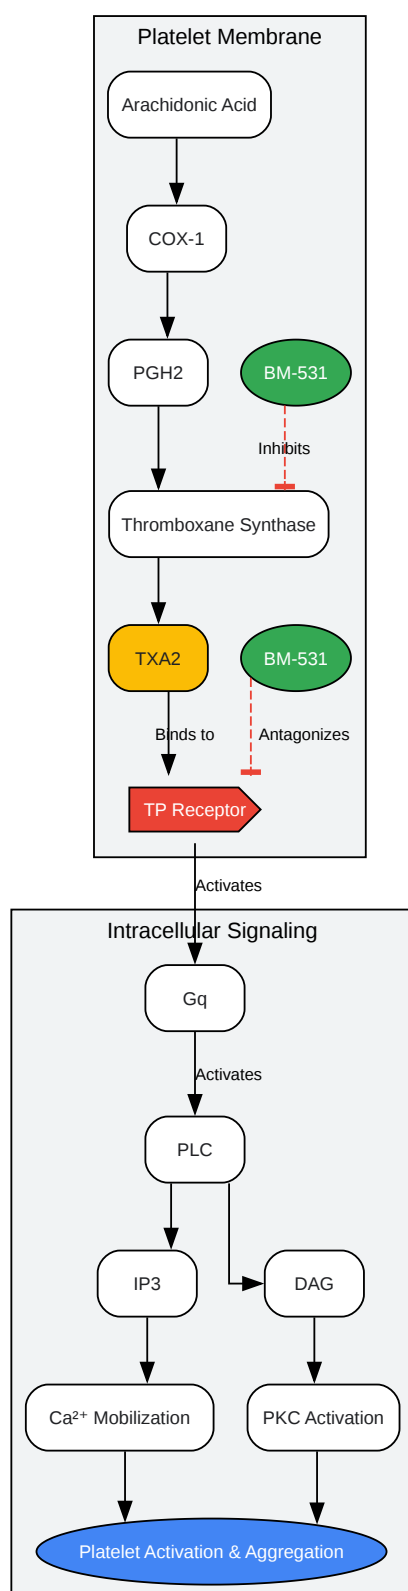 Platelet Membrane
Arachidonic Acid
COX-1
PGH2
BM-531
Inhibits
Thromboxane Synthase
TXA2
BM-531
Binds to
Antagonizes
TP Receptor
Activates
Intracellular Signaling
Gq
Activates
PLC
IP3
DAG
Ca²⁺ Mobilization
PKC Activation
Platelet Activation & Aggregation